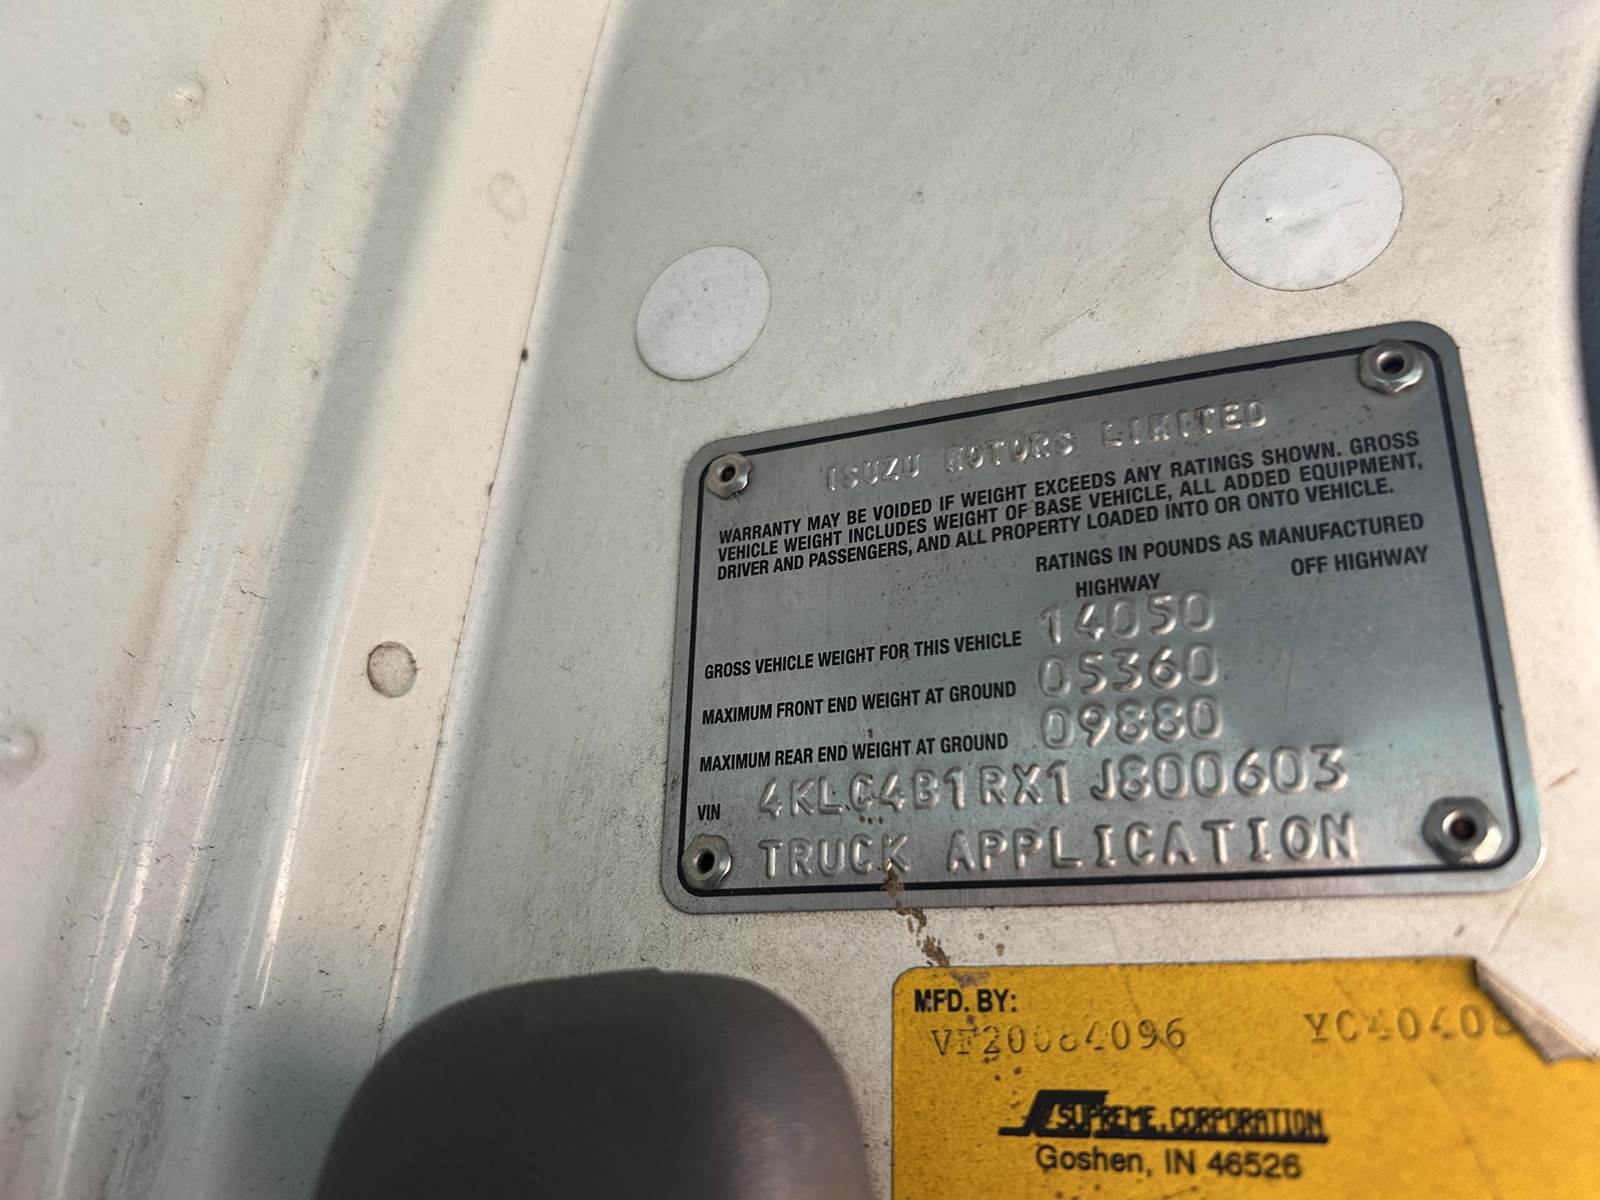 ISUZU MOTORS LIMITED
WARRANTY MAY BE VOIDED IF WEIGHT EXCEEDS ANY RATINGS SHOWN. GROSS
VEHICLE WEIGHT INCLUDES WEIGHT OF BASE VEHICLE, ALL ADDED EQUIPMENT,
DRIVER AND PASSENGERS, AND ALL PROPERTY LOADED INTO OR ONTO VEHICLE.
RATINGS IN POUNDS AS MANUFACTURED
HIGHWAY OFF HIGHWAY
GROSS VEHICLE WEIGHT FOR THIS VEHICLE 14050
MAXIMUM FRONT END WEIGHT AT GROUND 05360
MAXIMUM REAR END WEIGHT AT GROUND 09880
VIN 4KLC4B1RX1J800603
TRUCK APPLICATION
MFD. BY:
SUPREME CORPORATION
Goshen, IN 46526